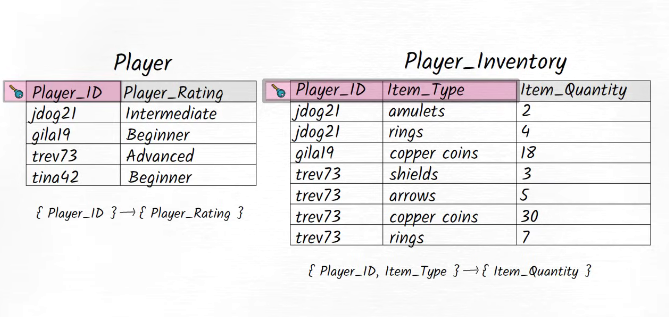 Player
Player_ID Player_Rating
jdog21 Intermediate
gila19 Beginner
trev73 Advanced
tina42 Beginner
{ Player_ID } → { Player_Rating }
Player_Inventory
Player_ID Item_Type Item_Quantity
jdog21 amulets 2
jdog21 rings 4
gila19 copper coins 18
trev73 shields 3
trev73 arrows 5
trev73 copper coins 30
trev73 rings 7
{ Player_ID, Item_Type } → { Item_Quantity }